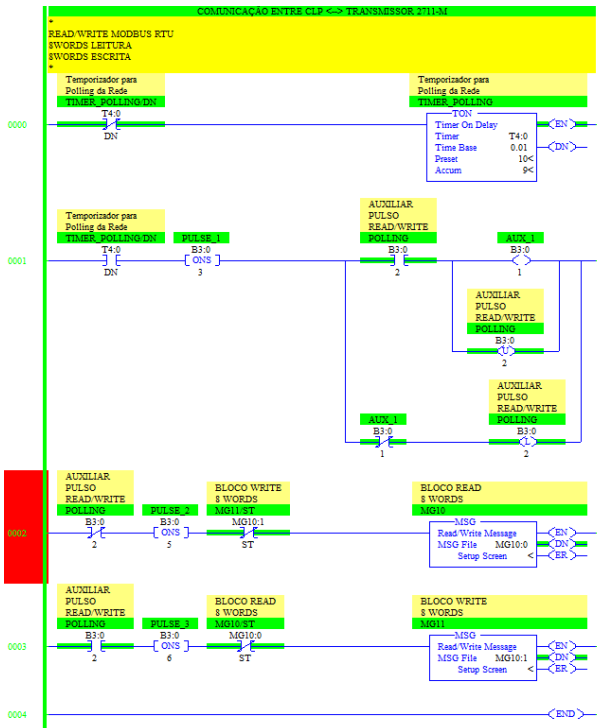 COMUNICAÇÃO ENTRE CLP <--> TRANSMISSOR 2711-M
*
READ/WRITE MODBUS RTU
8WORDS LEITURA
8WORDS ESCRITA
*
Temporizador para
Polling da Rede
TIMER_POLLING/DN
T4:0
DN
Temporizador para
Polling da Rede
TIMER_POLLING
TON
Timer On Delay
Timer T4:0
Time Base 0.01
Preset 10<
Accum 9<
EN
DN
0000
Temporizador para
Polling da Rede
TIMER_POLLING/DN
T4:0
DN
PULSE_1
B3:0
ONS
3
AUXILIAR
PULSO
READ/WRITE
POLLING
B3:0
2
AUX_1
B3:0
1
0001
AUXILIAR
PULSO
READ/WRITE
POLLING
B3:0
U
2
AUX_1
B3:0
1
AUXILIAR
PULSO
READ/WRITE
POLLING
B3:0
L
2
0002
AUXILIAR
PULSO
READ/WRITE
POLLING
B3:0
2
PULSE_2
B3:0
ONS
5
BLOCO WRITE
8 WORDS
MG11/ST
MG10:1
ST
BLOCO READ
8 WORDS
MG10
MSG
Read/Write Message
MSG File MG10:0
Setup Screen <
EN
DN
ER
0003
AUXILIAR
PULSO
READ/WRITE
POLLING
B3:0
2
PULSE_3
B3:0
ONS
6
BLOCO READ
8 WORDS
MG10/ST
MG10:0
ST
BLOCO WRITE
8 WORDS
MG11
MSG
Read/Write Message
MSG File MG10:1
Setup Screen <
EN
DN
ER
0004
END